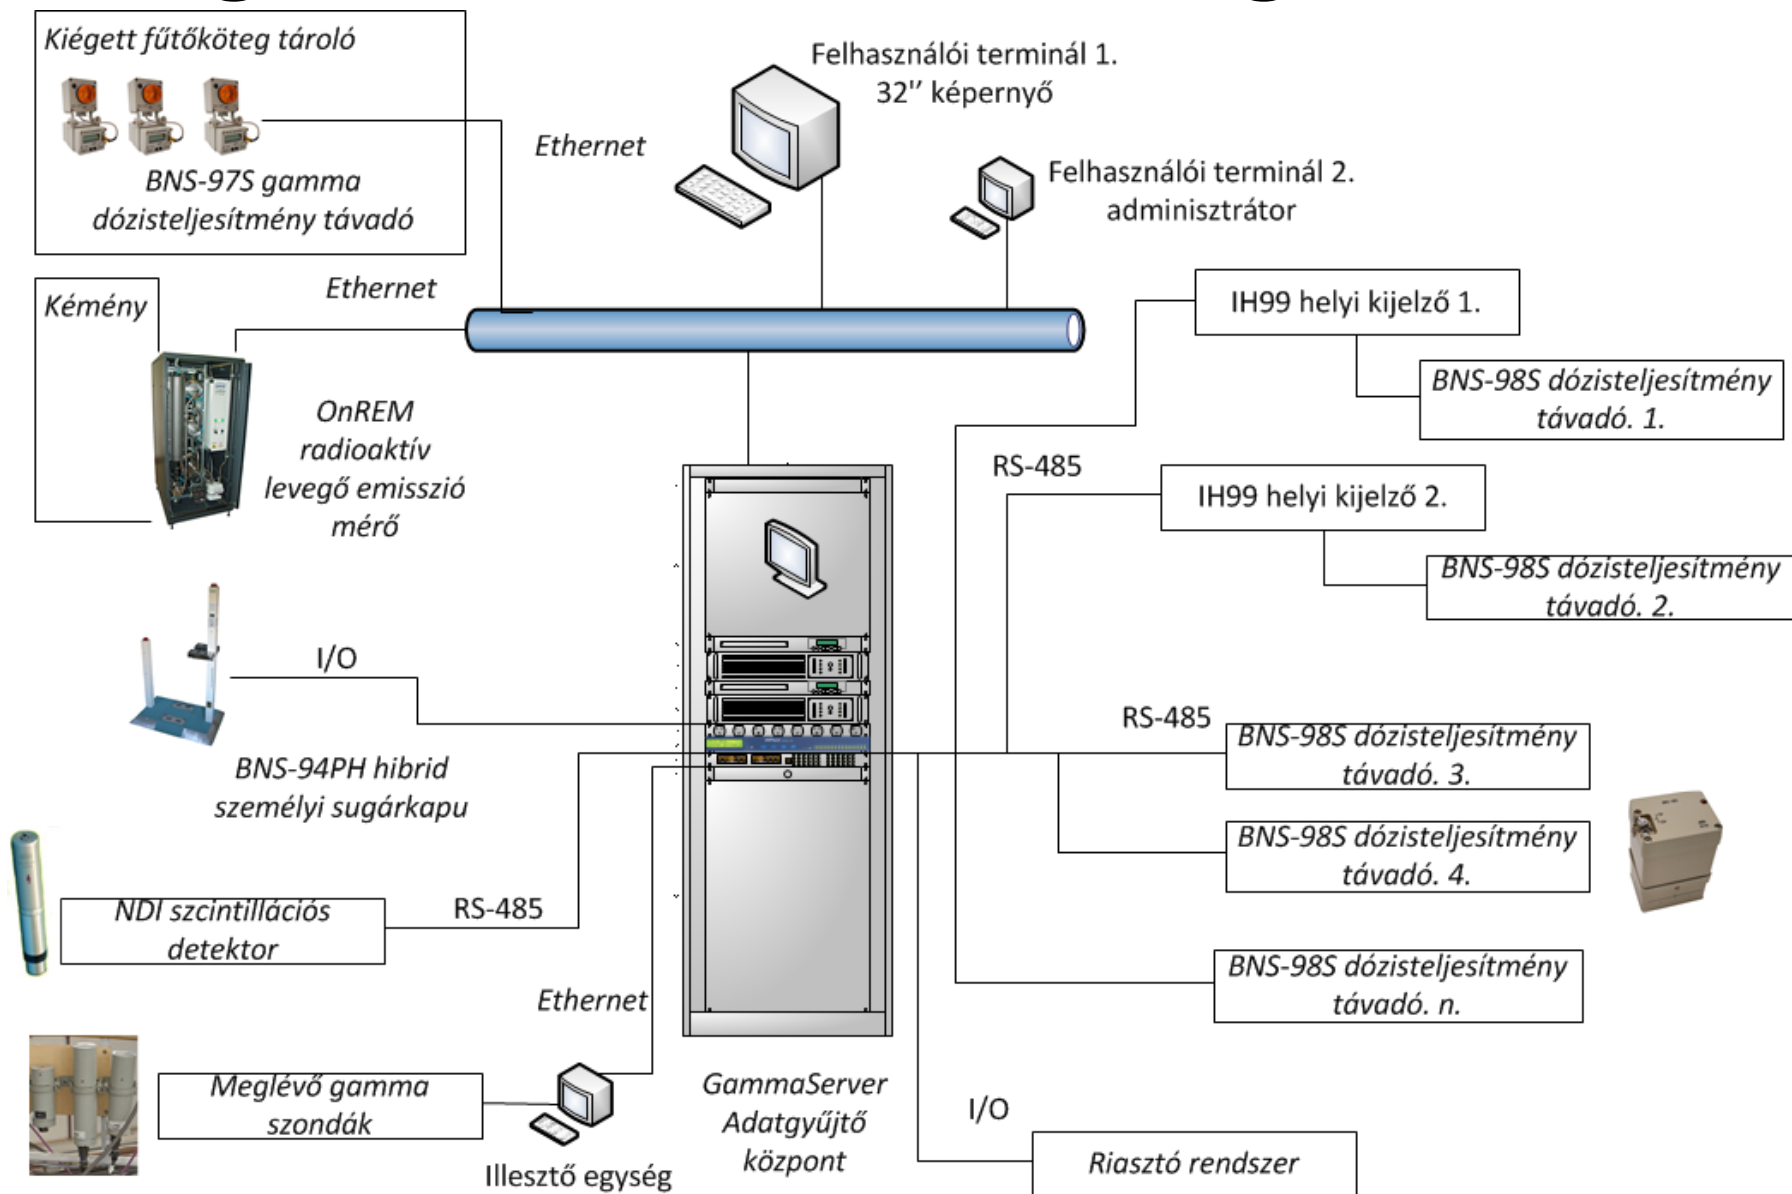 Kiégett fűtőköteg tároló
BNS-97S gamma
dózisteljesítmény távadó
Ethernet
Felhasználói terminál 1.
32'' képernyő
Felhasználói terminál 2.
adminisztrátor
Kémény
Ethernet
OnREM
radioaktív
levegő emisszió
mérő
IH99 helyi kijelző 1.
BNS-98S dózisteljesítmény
távadó. 1.
RS-485
IH99 helyi kijelző 2.
BNS-98S dózisteljesítmény
távadó. 2.
I/O
BNS-94PH hibrid
személyi sugárkapu
RS-485
BNS-98S dózisteljesítmény
távadó. 3.
BNS-98S dózisteljesítmény
távadó. 4.
NDI szcintillációs
detektor
RS-485
BNS-98S dózisteljesítmény
távadó. n.
Ethernet
Meglévő gamma
szondák
Illesztő egység
GammaServer
Adatgyűjtő
központ
I/O
Riasztó rendszer